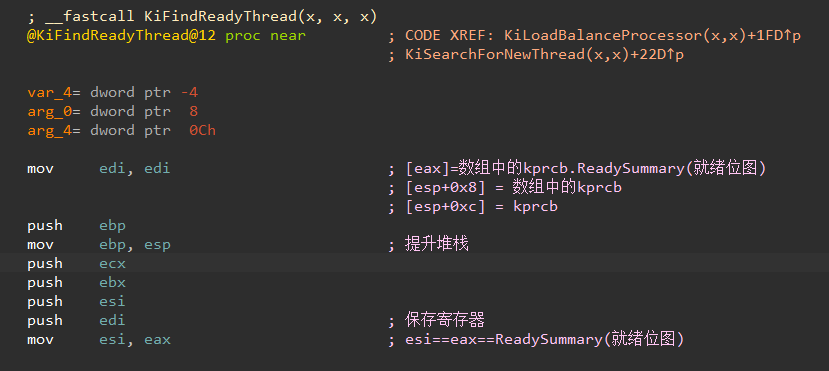 ; __fastcall KiFindReadyThread(x, x, x)
@KiFindReadyThread@12 proc near ; CODE XREF: KiLoadBalanceProcessor(x,x)+1FD↑p
; KiSearchForNewThread(x,x)+22D↑p
var_4= dword ptr -4
arg_0= dword ptr 8
arg_4= dword ptr 0Ch
mov edi, edi ; [eax]=数组中的kprcb.ReadySummary(就绪位图)
; [esp+0x8] = 数组中的kprcb
; [esp+0xc] = kprcb
push ebp
mov ebp, esp ; 提升堆栈
push ecx
push ebx
push esi
push edi ; 保存寄存器
mov esi, eax ; esi==eax==ReadySummary(就绪位图)